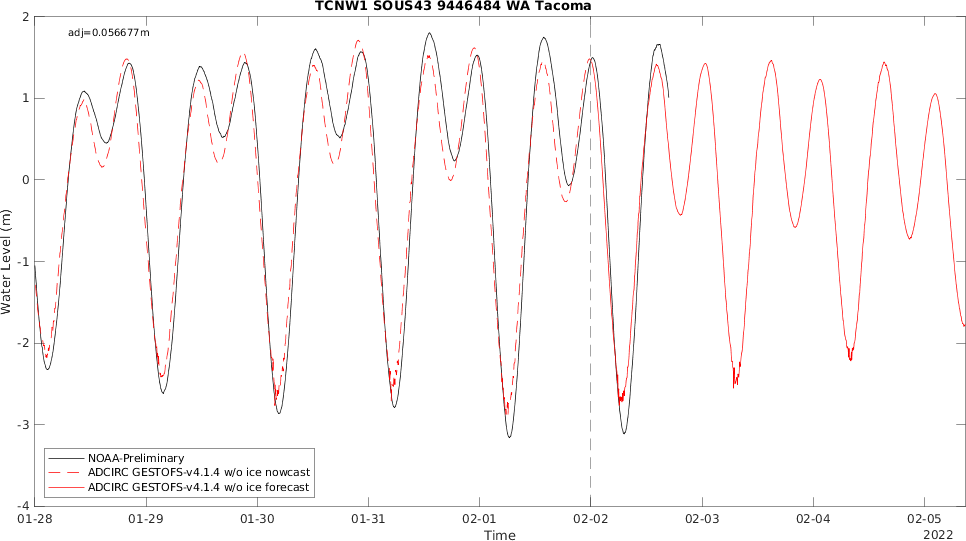 TCNW1 SOUS43 9446484 WA Tacoma
adj=0.056677m
2
1
0
-1
-2
-3
-4
Water Level (m)
NOAA-Preliminary
ADCIRC GESTOFS-v4.1.4 w/o ice nowcast
ADCIRC GESTOFS-v4.1.4 w/o ice forecast
01-28 01-29 01-30 01-31 02-01 02-02 02-03 02-04 02-05
Time
2022